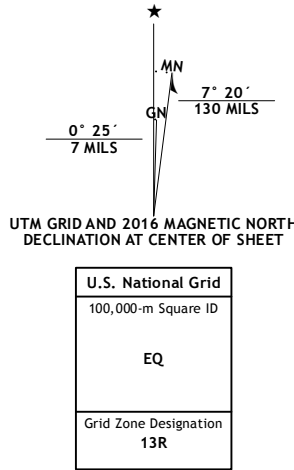 ★
MN
7° 20´
130 MILS
GN
0° 25´
7 MILS
UTM GRID AND 2016 MAGNETIC NORTH
DECLINATION AT CENTER OF SHEET
U.S. National Grid
100,000-m Square ID
EQ
Grid Zone Designation
13R